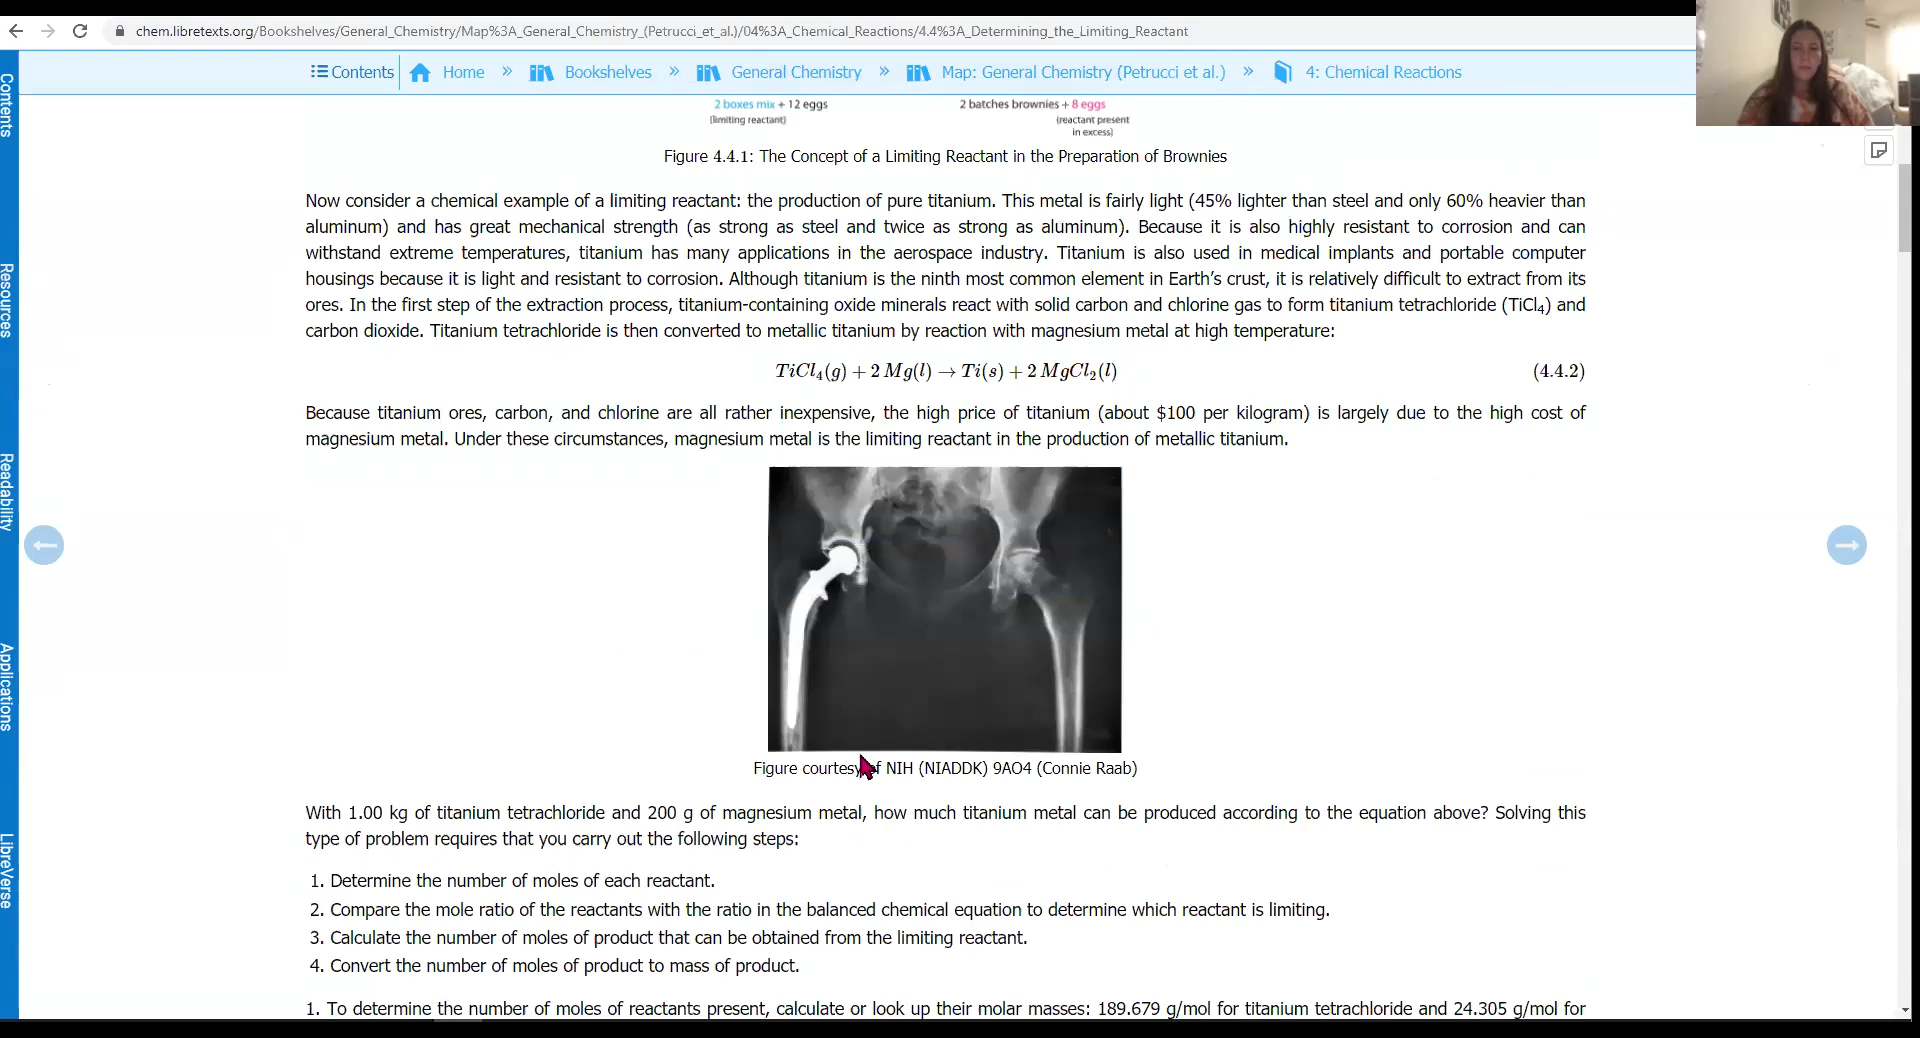 chem.libretexts.org/Bookshelves/General_Chemistry/Map%3A_General_Chemistry_(Petrucci_et_al.)/04%3A_Chemical_Reactions/4.4%3A_Determining_the_Limiting_Reactant
Contents Home » Bookshelves » General Chemistry » Map: General Chemistry (Petrucci et al.) » 4: Chemical Reactions
Contents
Resources
Readability
Applications
LibreVerse
2 boxes mix + 12 eggs
(limiting reactant)
2 batches brownies + 8 eggs
(reactant present
in excess)
Figure 4.4.1: The Concept of a Limiting Reactant in the Preparation of Brownies
Now consider a chemical example of a limiting reactant: the production of pure titanium. This metal is fairly light (45% lighter than steel and only 60% heavier than
aluminum) and has great mechanical strength (as strong as steel and twice as strong as aluminum). Because it is also highly resistant to corrosion and can
withstand extreme temperatures, titanium has many applications in the aerospace industry. Titanium is also used in medical implants and portable computer
housings because it is light and resistant to corrosion. Although titanium is the ninth most common element in Earth's crust, it is relatively difficult to extract from its
ores. In the first step of the extraction process, titanium-containing oxide minerals react with solid carbon and chlorine gas to form titanium tetrachloride (TiCl₄) and
carbon dioxide. Titanium tetrachloride is then converted to metallic titanium by reaction with magnesium metal at high temperature:
TiCl₄(g) + 2 Mg(l) → Ti(s) + 2 MgCl₂(l) (4.4.2)
Because titanium ores, carbon, and chlorine are all rather inexpensive, the high price of titanium (about $100 per kilogram) is largely due to the high cost of
magnesium metal. Under these circumstances, magnesium metal is the limiting reactant in the production of metallic titanium.
Figure courtesy of NIH (NIADDK) 9AO4 (Connie Raab)
With 1.00 kg of titanium tetrachloride and 200 g of magnesium metal, how much titanium metal can be produced according to the equation above? Solving this
type of problem requires that you carry out the following steps:
1. Determine the number of moles of each reactant.
2. Compare the mole ratio of the reactants with the ratio in the balanced chemical equation to determine which reactant is limiting.
3. Calculate the number of moles of product that can be obtained from the limiting reactant.
4. Convert the number of moles of product to mass of product.
1. To determine the number of moles of reactants present, calculate or look up their molar masses: 189.679 g/mol for titanium tetrachloride and 24.305 g/mol for